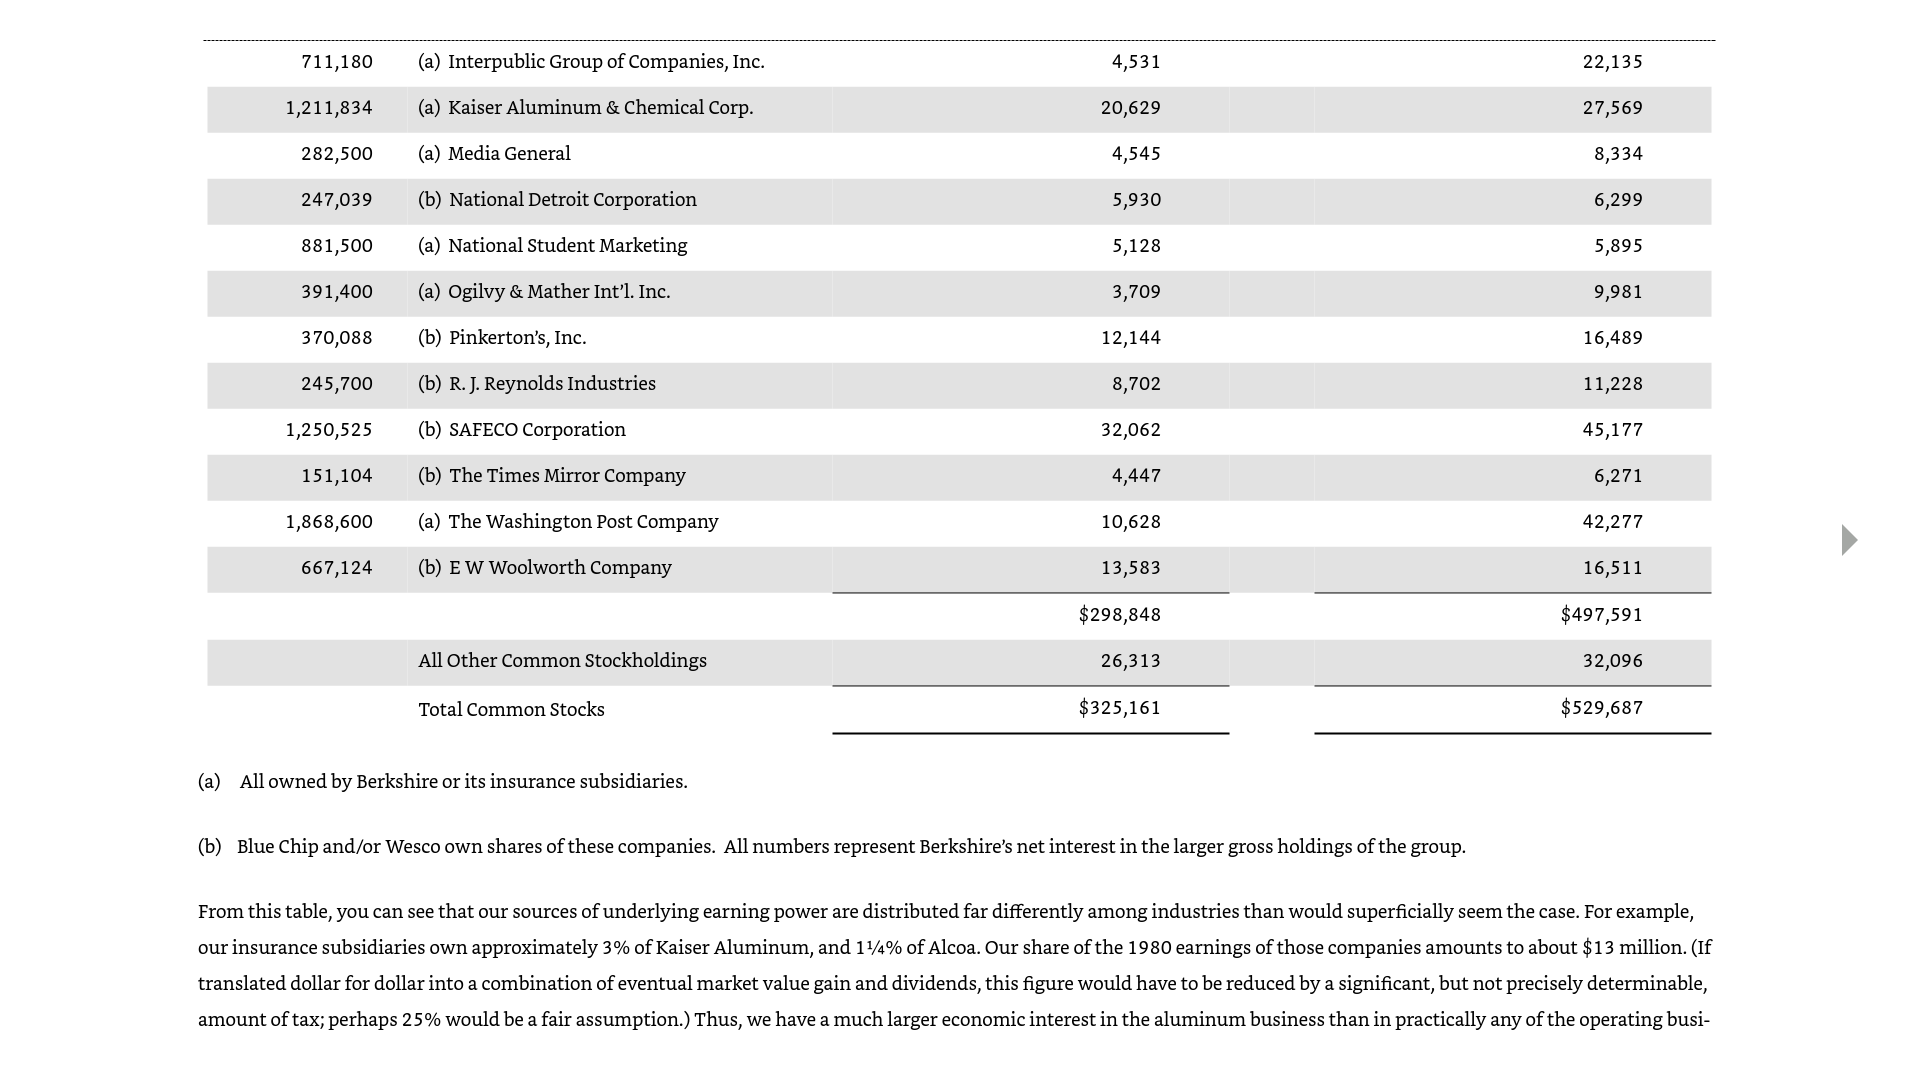 711,180 (a) Interpublic Group of Companies, Inc. 4,531 22,135
1,211,834 (a) Kaiser Aluminum & Chemical Corp. 20,629 27,569
282,500 (a) Media General 4,545 8,334
247,039 (b) National Detroit Corporation 5,930 6,299
881,500 (a) National Student Marketing 5,128 5,895
391,400 (a) Ogilvy & Mather Int’l. Inc. 3,709 9,981
370,088 (b) Pinkerton’s, Inc. 12,144 16,489
245,700 (b) R. J. Reynolds Industries 8,702 11,228
1,250,525 (b) SAFECO Corporation 32,062 45,177
151,104 (b) The Times Mirror Company 4,447 6,271
1,868,600 (a) The Washington Post Company 10,628 42,277
667,124 (b) E W Woolworth Company 13,583 16,511
$298,848 $497,591
All Other Common Stockholdings 26,313 32,096
Total Common Stocks $325,161 $529,687
(a) All owned by Berkshire or its insurance subsidiaries.
(b) Blue Chip and/or Wesco own shares of these companies. All numbers represent Berkshire’s net interest in the larger gross holdings of the group.
From this table, you can see that our sources of underlying earning power are distributed far differently among industries than would superficially seem the case. For example,
our insurance subsidiaries own approximately 3% of Kaiser Aluminum, and 1¼% of Alcoa. Our share of the 1980 earnings of those companies amounts to about $13 million. (If
translated dollar for dollar into a combination of eventual market value gain and dividends, this figure would have to be reduced by a significant, but not precisely determinable,
amount of tax; perhaps 25% would be a fair assumption.) Thus, we have a much larger economic interest in the aluminum business than in practically any of the operating busi-